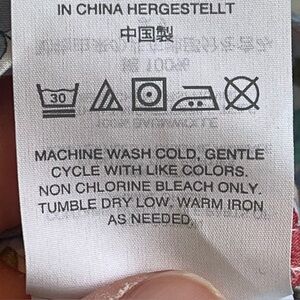 IN CHINA HERGESTELLT
中国製
30
MACHINE WASH COLD, GENTLE
CYCLE WITH LIKE COLORS.
NON CHLORINE BLEACH ONLY.
TUMBLE DRY LOW, WARM IRON
AS NEEDED.